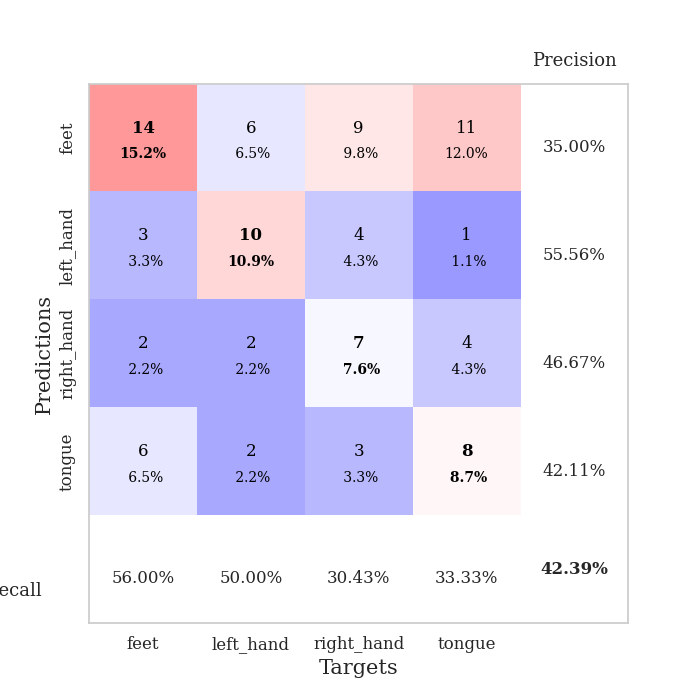 Precision
feet
14 6 9 11
15.2% 6.5% 9.8% 12.0%
35.00%
left_hand
3 10 4 1
3.3% 10.9% 4.3% 1.1%
55.56%
right_hand
2 2 7 4
2.2% 2.2% 7.6% 4.3%
46.67%
tongue
6 2 3 8
6.5% 2.2% 3.3% 8.7%
42.11%
Predictions
ecall
56.00% 50.00% 30.43% 33.33% 42.39%
feet left_hand right_hand tongue
Targets